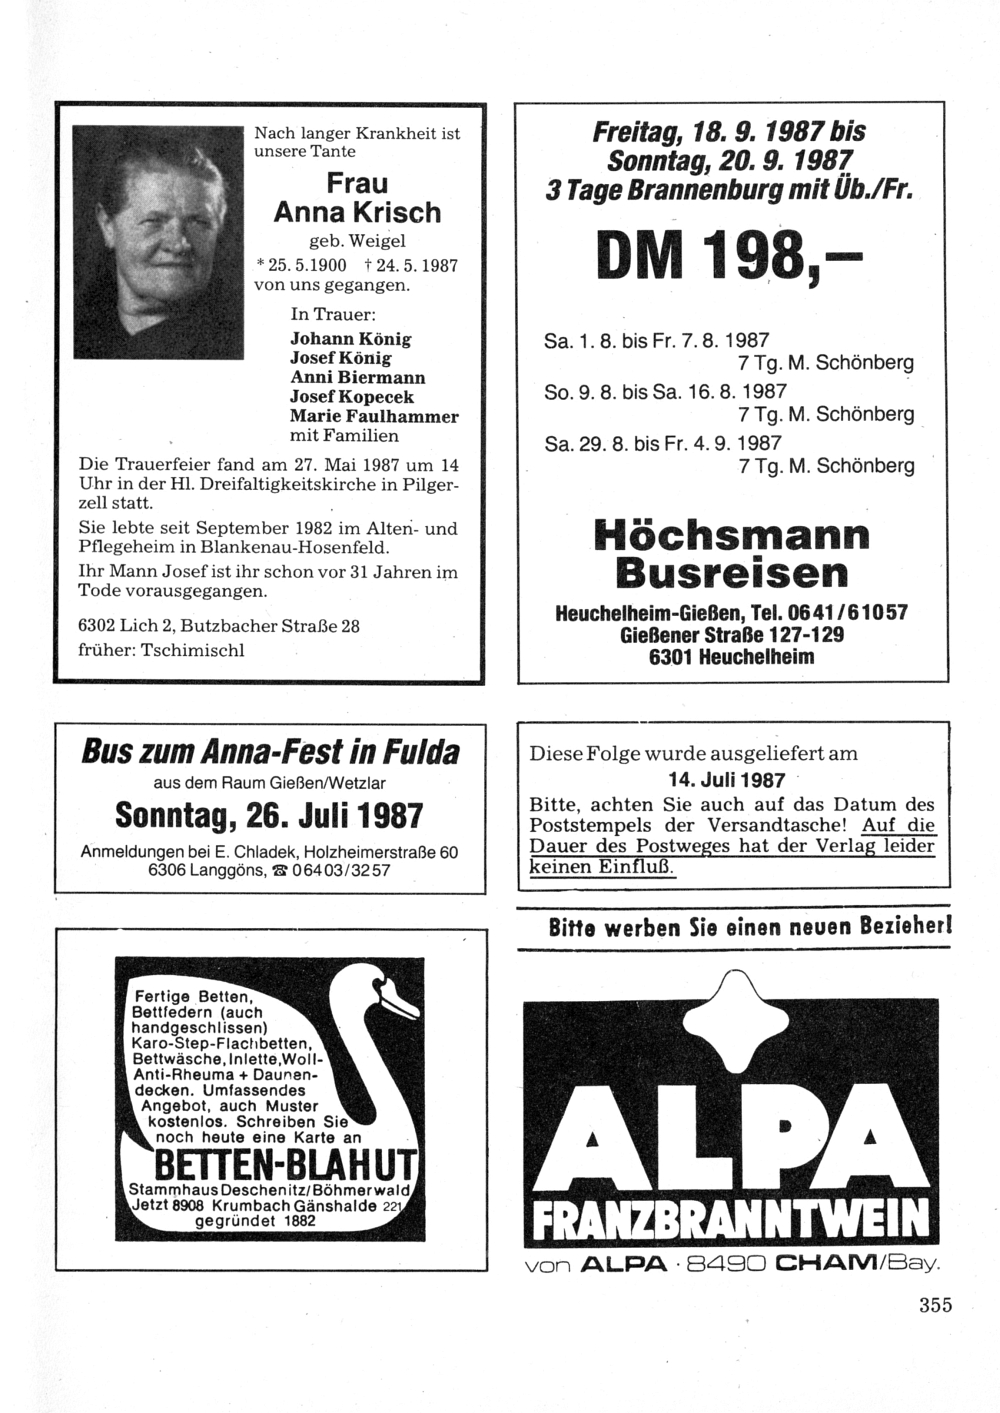 Nach langer Krankheit ist
unsere Tante
Frau
Anna Krisch
geb. Weigel
* 25. 5.1900 † 24. 5. 1987
von uns gegangen.
In Trauer:
Johann König
Josef König
Anni Biermann
Josef Kopecek
Marie Faulhammer
mit Familien
Die Trauerfeier fand am 27. Mai 1987 um 14
Uhr in der Hl. Dreifaltigkeitskirche in Pilger-
zell statt.
Sie lebte seit September 1982 im Alten- und
Pflegeheim in Blankenau-Hosenfeld.
Ihr Mann Josef ist ihr schon vor 31 Jahren im
Tode vorausgegangen.
6302 Lich 2, Butzbacher Straße 28
früher: Tschimischl
Freitag, 18. 9. 1987 bis
Sonntag, 20. 9. 1987
3 Tage Brannenburg mit Üb./Fr.
DM 198,–
Sa. 1. 8. bis Fr. 7. 8. 1987
7 Tg. M. Schönberg
So. 9. 8. bis Sa. 16. 8. 1987
7 Tg. M. Schönberg
Sa. 29. 8. bis Fr. 4. 9. 1987
7 Tg. M. Schönberg
Höchsmann
Busreisen
Heuchelheim-Gießen, Tel. 06 41 / 6 10 57
Gießener Straße 127-129
6301 Heuchelheim
Bus zum Anna-Fest in Fulda
aus dem Raum Gießen/Wetzlar
Sonntag, 26. Juli 1987
Anmeldungen bei E. Chladek, Holzheimerstraße 60
6306 Langgöns, ☎ 0 64 03 / 32 57
Diese Folge wurde ausgeliefert am
14. Juli 1987
Bitte, achten Sie auch auf das Datum des
Poststempels der Versandtasche! Auf die
Dauer des Postweges hat der Verlag leider
keinen Einfluß.
Bitte werben Sie einen neuen Bezieher!
Fertige Betten,
Bettfedern (auch
handgeschlissen)
Karo-Step-Flachbetten,
Bettwäsche, Inlette, Woll-
Anti-Rheuma + Daunen-
decken. Umfassendes
Angebot, auch Muster
kostenlos. Schreiben Sie
noch heute eine Karte an
BETTEN-BLAHUT
Stammhaus Deschenitz/Böhmerwald
Jetzt 8908 Krumbach Gänshalde 221
gegründet 1882
ALPA
FRANZBRANNTWEIN
von ALPA · 8490 CHAM/Bay.
355